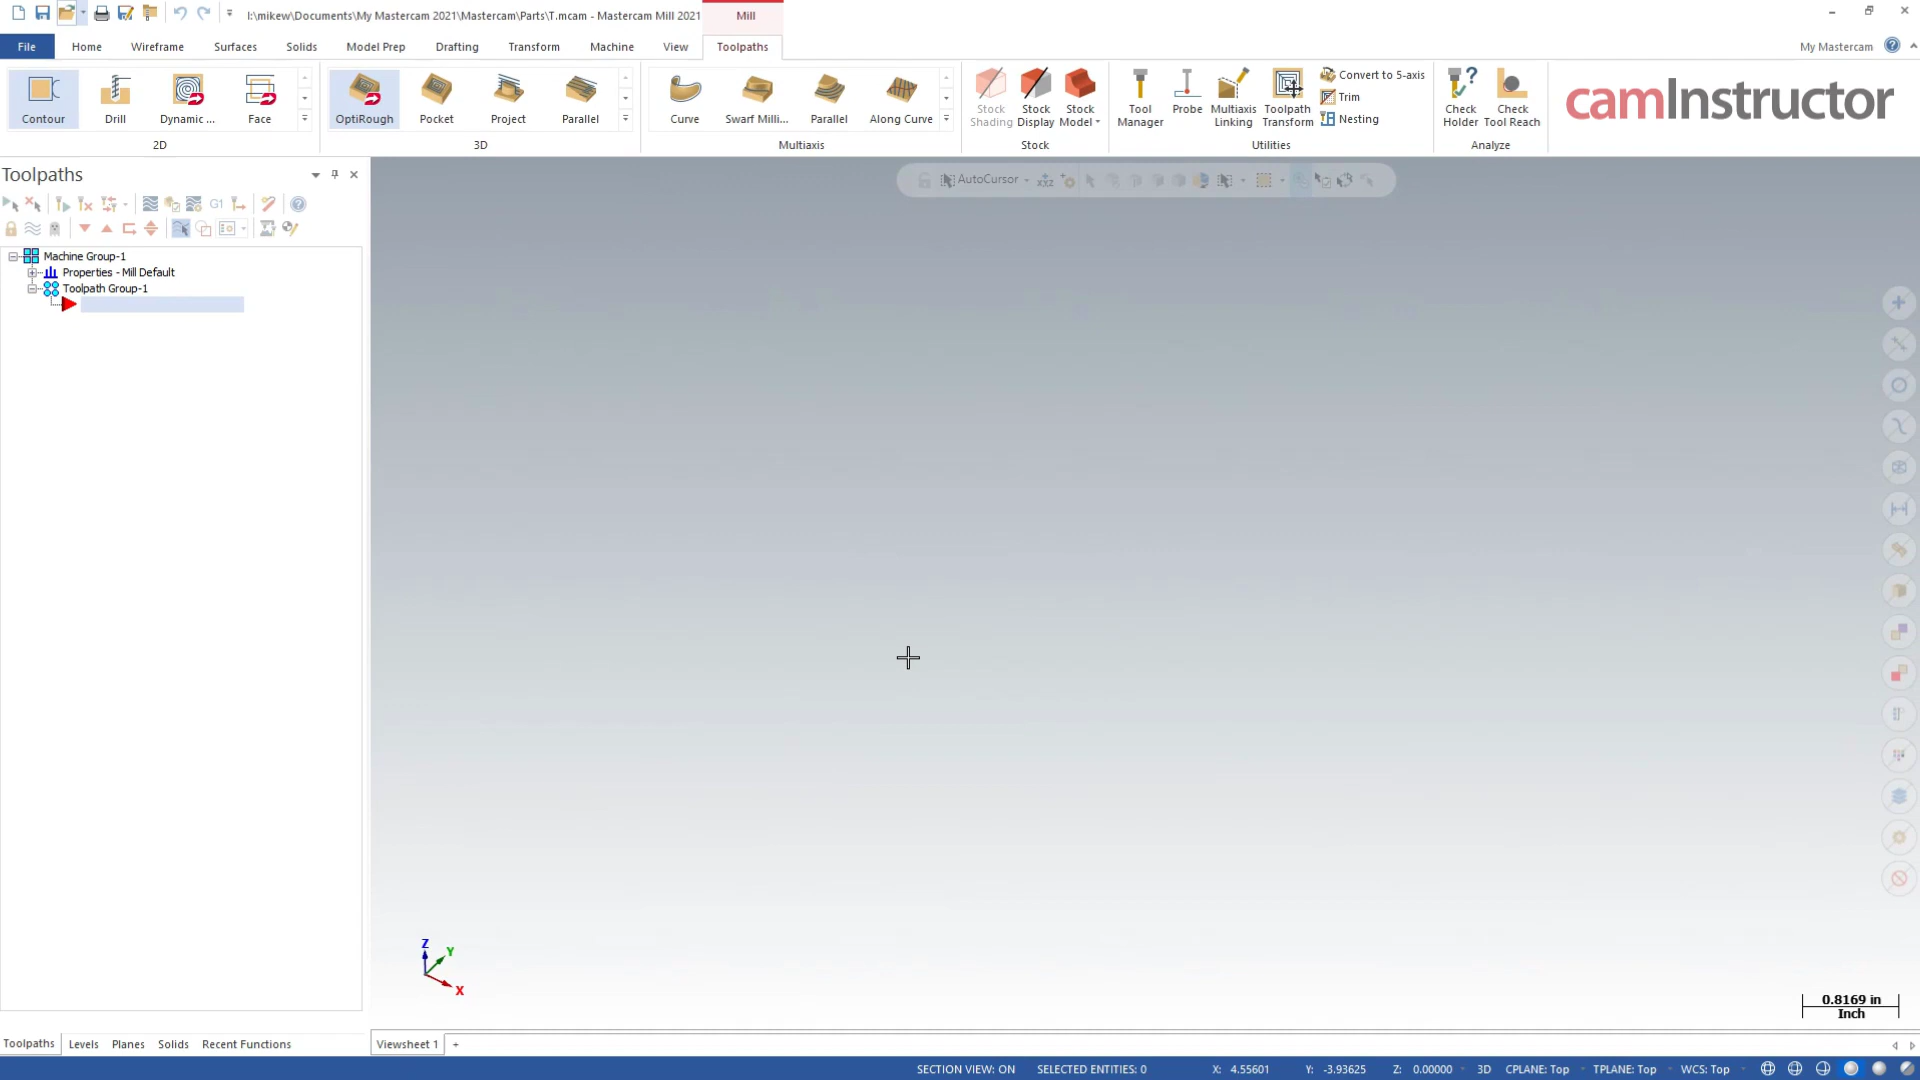 I:\mikew\Documents\My Mastercam 2021\Mastercam\Parts\T.mcam - Mastercam Mill 2021
Mill
File
Home
Wireframe
Surfaces
Solids
Model Prep
Drafting
Transform
Machine
View
Toolpaths
My Mastercam
Contour
Drill
Dynamic ...
Face
OptiRough
Pocket
Project
Parallel
Curve
Swarf Milli...
Parallel
Along Curve
Stock Shading
Stock Display
Stock Model
Tool Manager
Probe
Multiaxis Linking
Toolpath Transform
Convert to 5-axis
Trim
Nesting
Check Holder
Check Tool Reach
camInstructor
2D
3D
Multiaxis
Stock
Utilities
Analyze
Toolpaths
AutoCursor
G1
Machine Group-1
Properties - Mill Default
Toolpath Group-1
Z
Y
X
0.8169 in
Inch
Toolpaths
Levels
Planes
Solids
Recent Functions
Viewsheet 1
+
SECTION VIEW: ON
SELECTED ENTITIES: 0
X: 4.55601
Y: -3.93625
Z: 0.00000
3D
CPLANE: Top
TPLANE: Top
WCS: Top